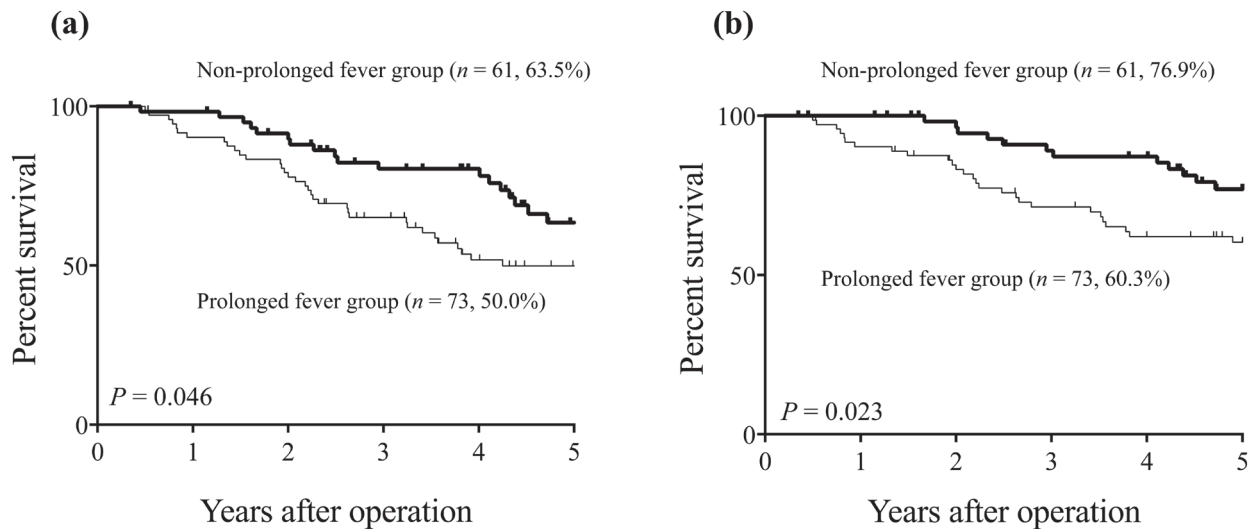 (a)
Non-prolonged fever group (n = 61, 63.5%)
100
50
0
Percent survival
Prolonged fever group (n = 73, 50.0%)
P = 0.046
0 1 2 3 4 5
Years after operation
(b)
Non-prolonged fever group (n = 61, 76.9%)
100
50
0
Percent survival
Prolonged fever group (n = 73, 60.3%)
P = 0.023
0 1 2 3 4 5
Years after operation